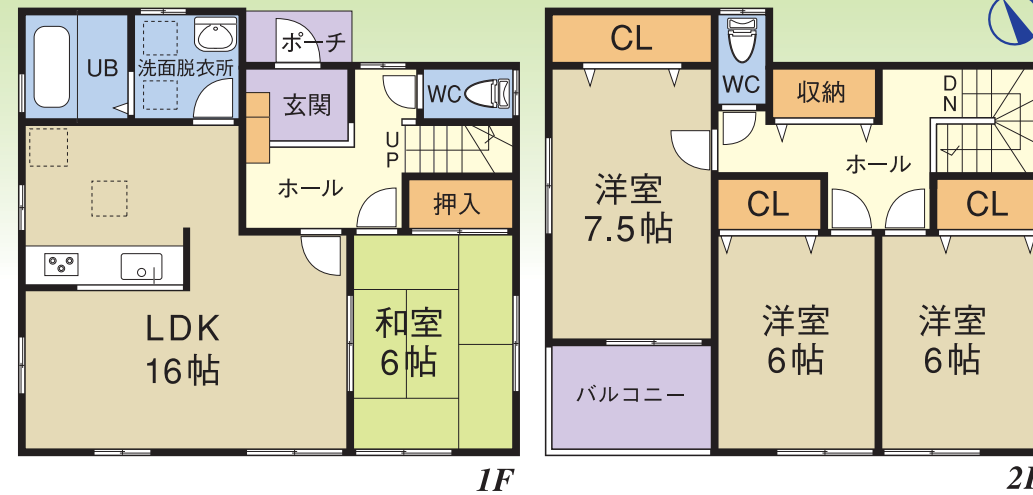 ポーチ
UB
洗面脱衣所
玄関
WC
UP
ホール
押入
LDK
16帖
和室
6帖
1F
CL
WC
収納
DN
ホール
洋室
7.5帖
CL
CL
洋室
6帖
洋室
6帖
バルコニー